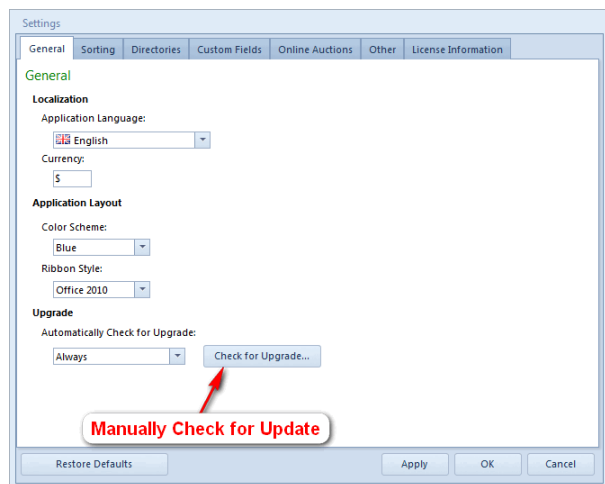 Settings
General Sorting Directories Custom Fields Online Auctions Other License Information
General
Localization
Application Language:
English
Currency:
$
Application Layout
Color Scheme:
Blue
Ribbon Style:
Office 2010
Upgrade
Automatically Check for Upgrade:
Always Check for Upgrade...
Manually Check for Update
Restore Defaults Apply OK Cancel